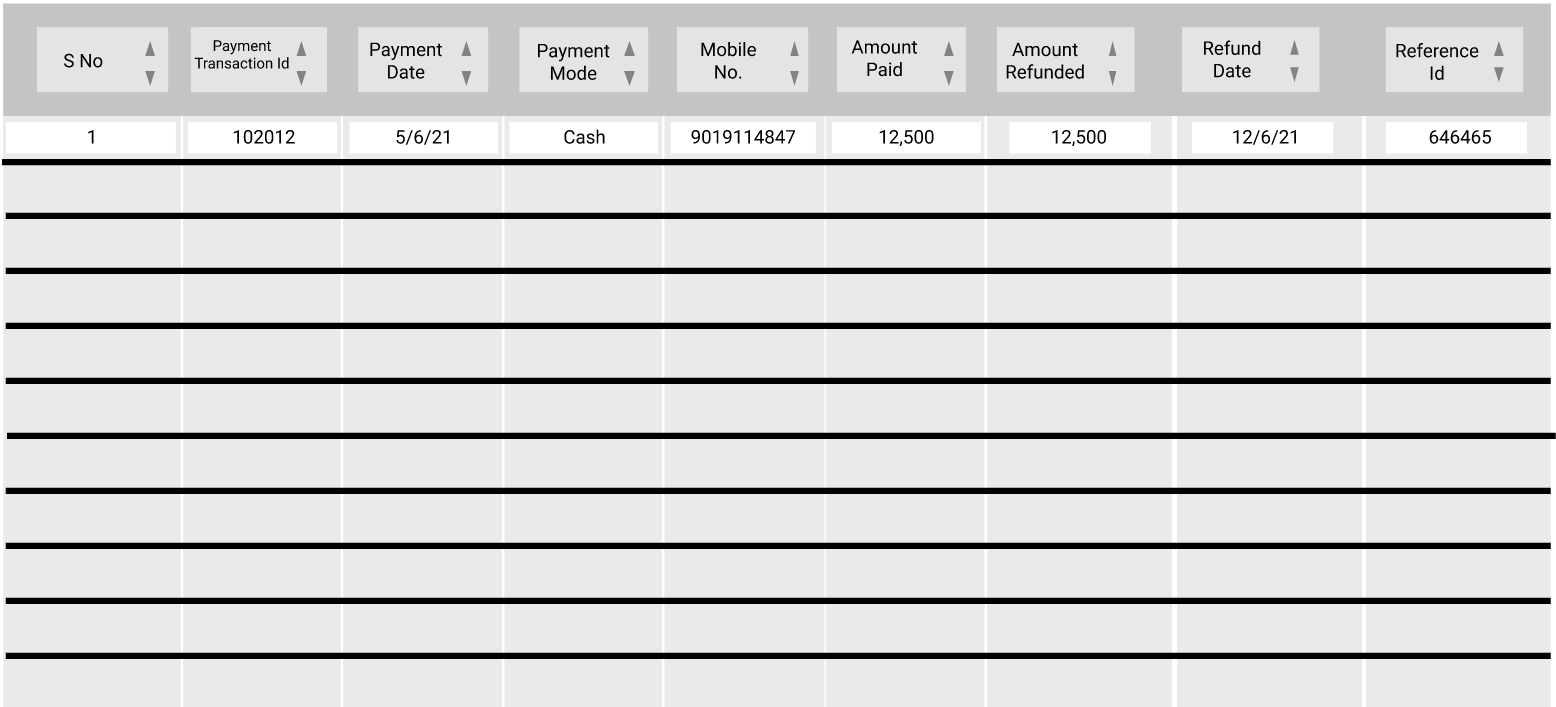 S No
Payment
Transaction Id
Payment
Date
Payment
Mode
Mobile
No.
Amount
Paid
Amount
Refunded
Refund
Date
Reference
Id
1 102012 5/6/21 Cash 9019114847 12,500 12,500 12/6/21 646465